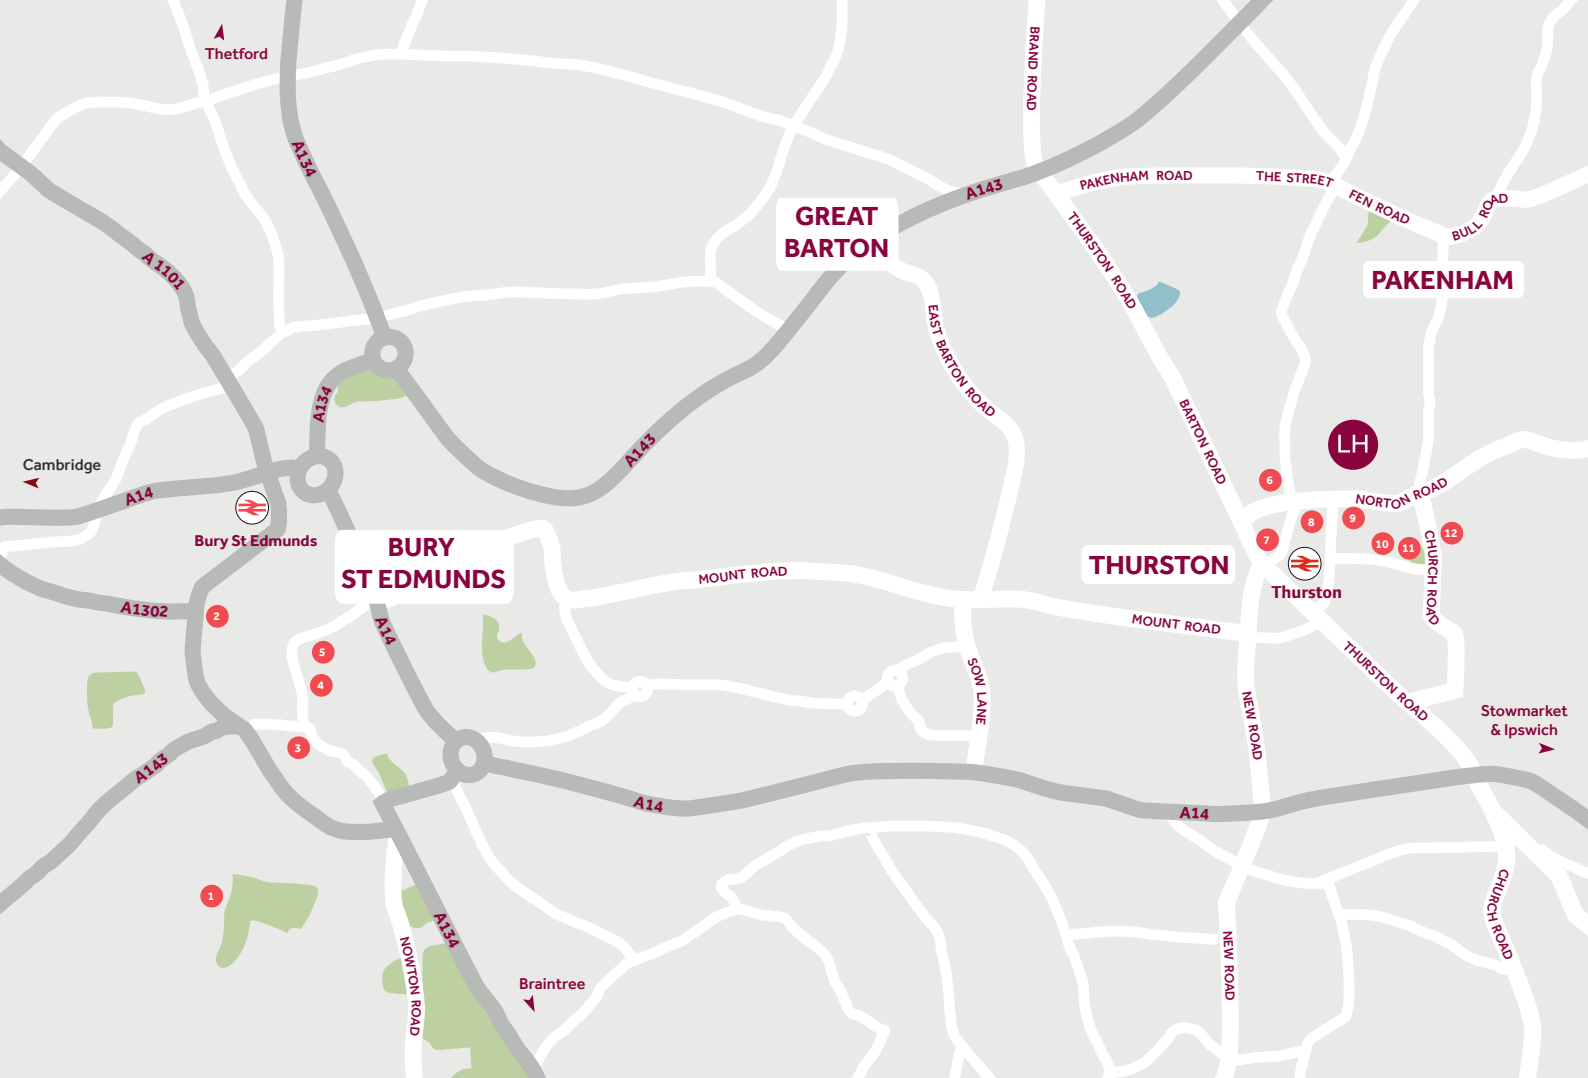 Thetford
BRAND ROAD
A134
A143
PAKENHAM ROAD
THE STREET
FEN ROAD
BULL ROAD
GREAT
BARTON
THURSTON ROAD
A1101
PAKENHAM
EAST BARTON ROAD
A134
BARTON ROAD
A143
LH
Cambridge
A14
6
NORTON ROAD
8
9
Bury St Edmunds
7
10
11
12
CHURCH ROAD
BURY
ST EDMUNDS
THURSTON
Thurston
MOUNT ROAD
A1302
2
A14
MOUNT ROAD
5
4
SOW LANE
THURSTON ROAD
NEW ROAD
Stowmarket
& Ipswich
3
A143
A14
A14
1
CHURCH ROAD
A134
NOWTON ROAD
NEW ROAD
Braintree